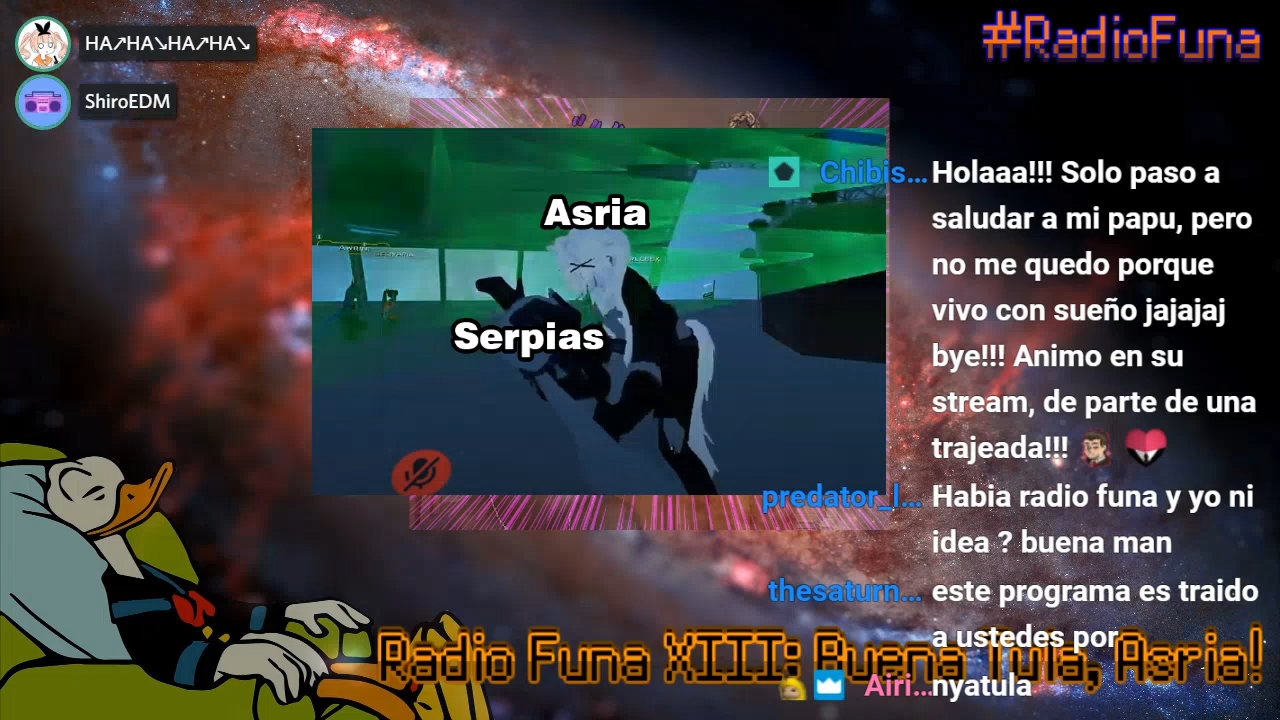 HA↗HA↘HA↗HA↘
#RadioFuna
ShiroEDM
Chibis… Holaaa!!! Solo paso a
saludar a mi papu, pero
no me quedo porque
vivo con sueño jajajaj
bye!!! Animo en su
stream, de parte de una
trajeada!!!
Asria
Serpias
predator_l… Habia radio funa y yo ni
idea ? buena man
thesaturn… este programa es traido
a ustedes por
Radio Funa XIII: Buena Tula, Asria!
Airi… nyatula